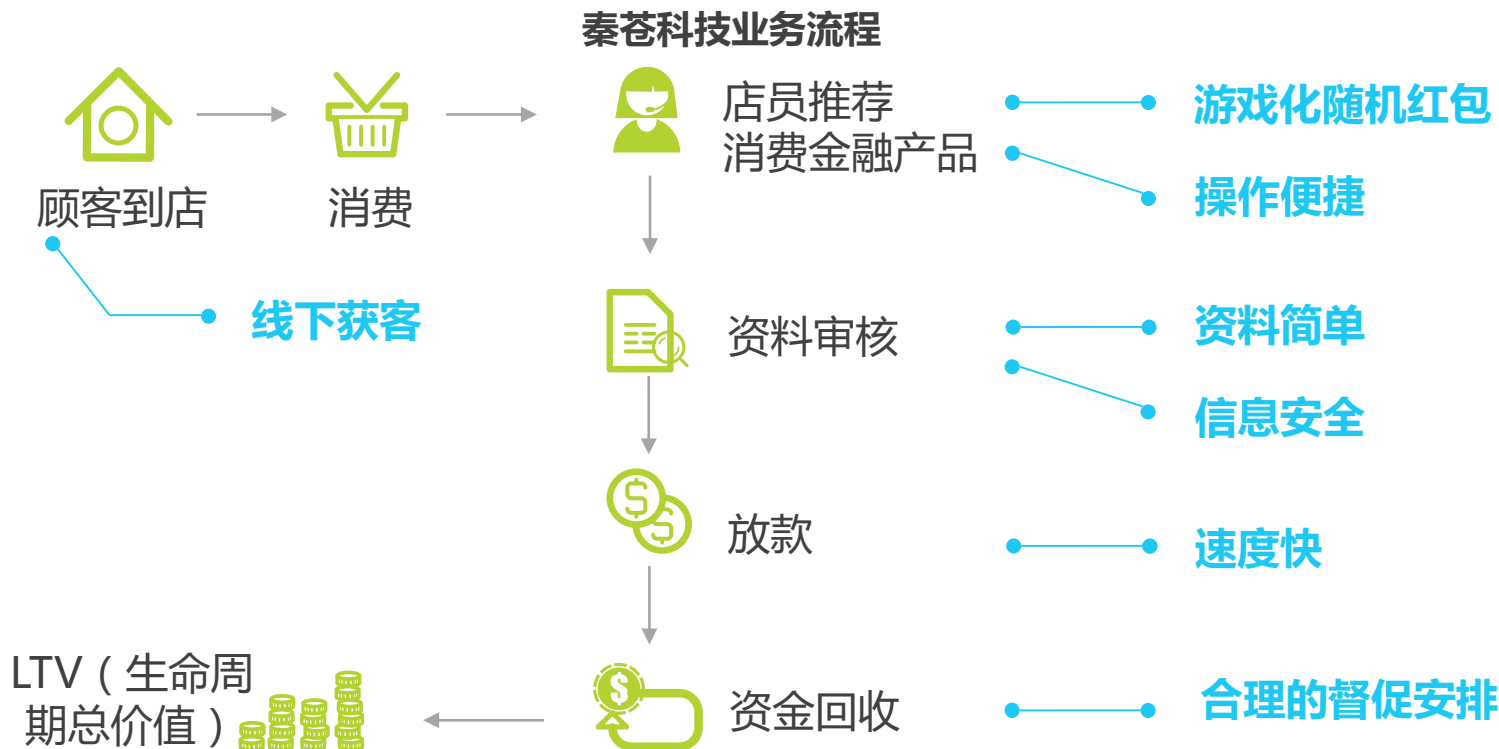 秦苍科技业务流程
店员推荐
消费金融产品
游戏化随机红包
操作便捷
顾客到店
消费
线下获客
资料审核
资料简单
信息安全
放款
速度快
LTV（生命周
期总价值）
资金回收
合理的督促安排